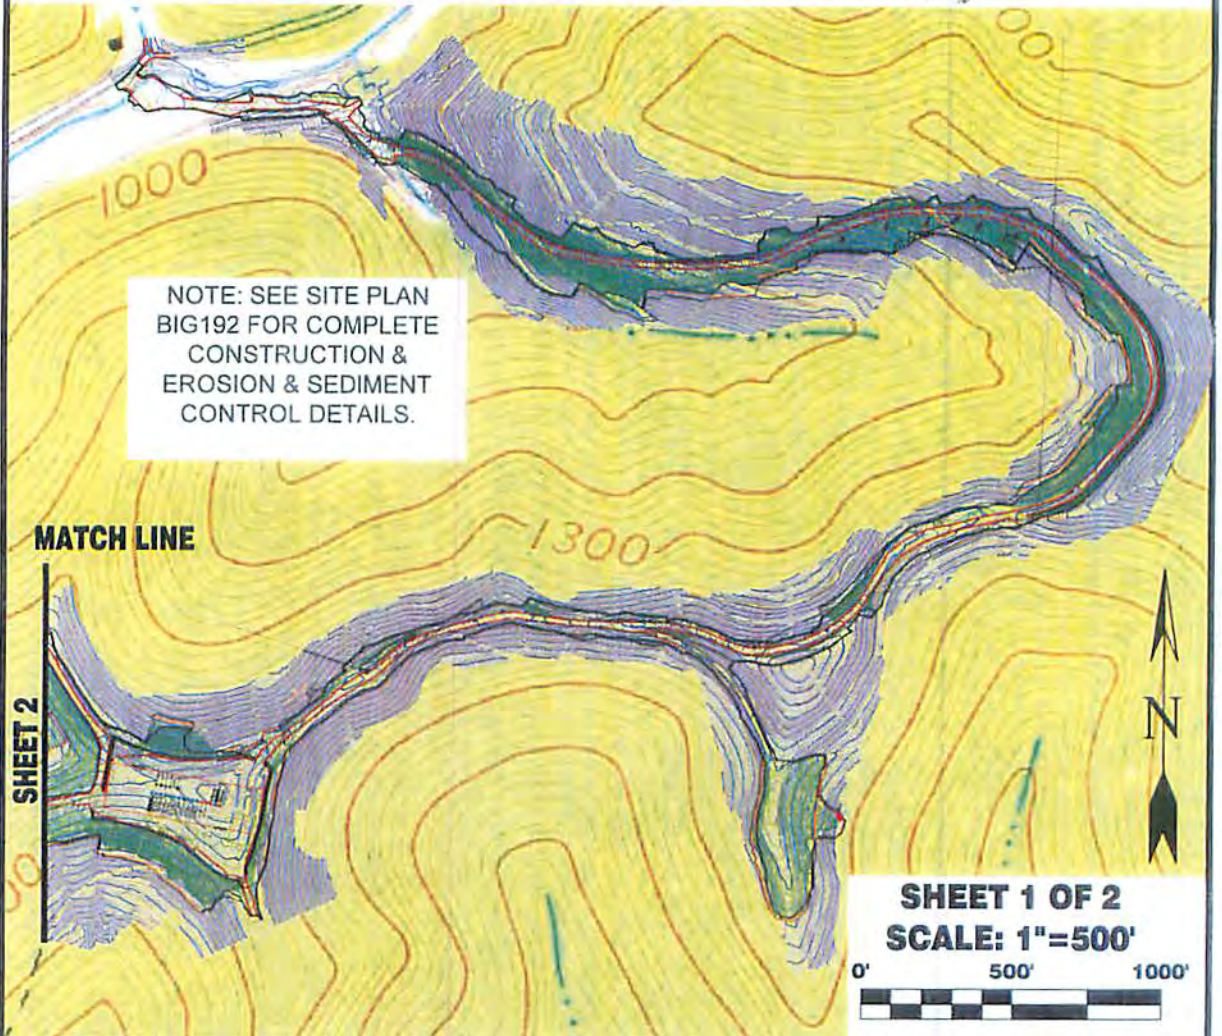 1000
NOTE: SEE SITE PLAN
BIG192 FOR COMPLETE
CONSTRUCTION &
EROSION & SEDIMENT
CONTROL DETAILS.
1300
MATCH LINE
SHEET 2
N
SHEET 1 OF 2
SCALE: 1"=500'
0' 500' 1000'